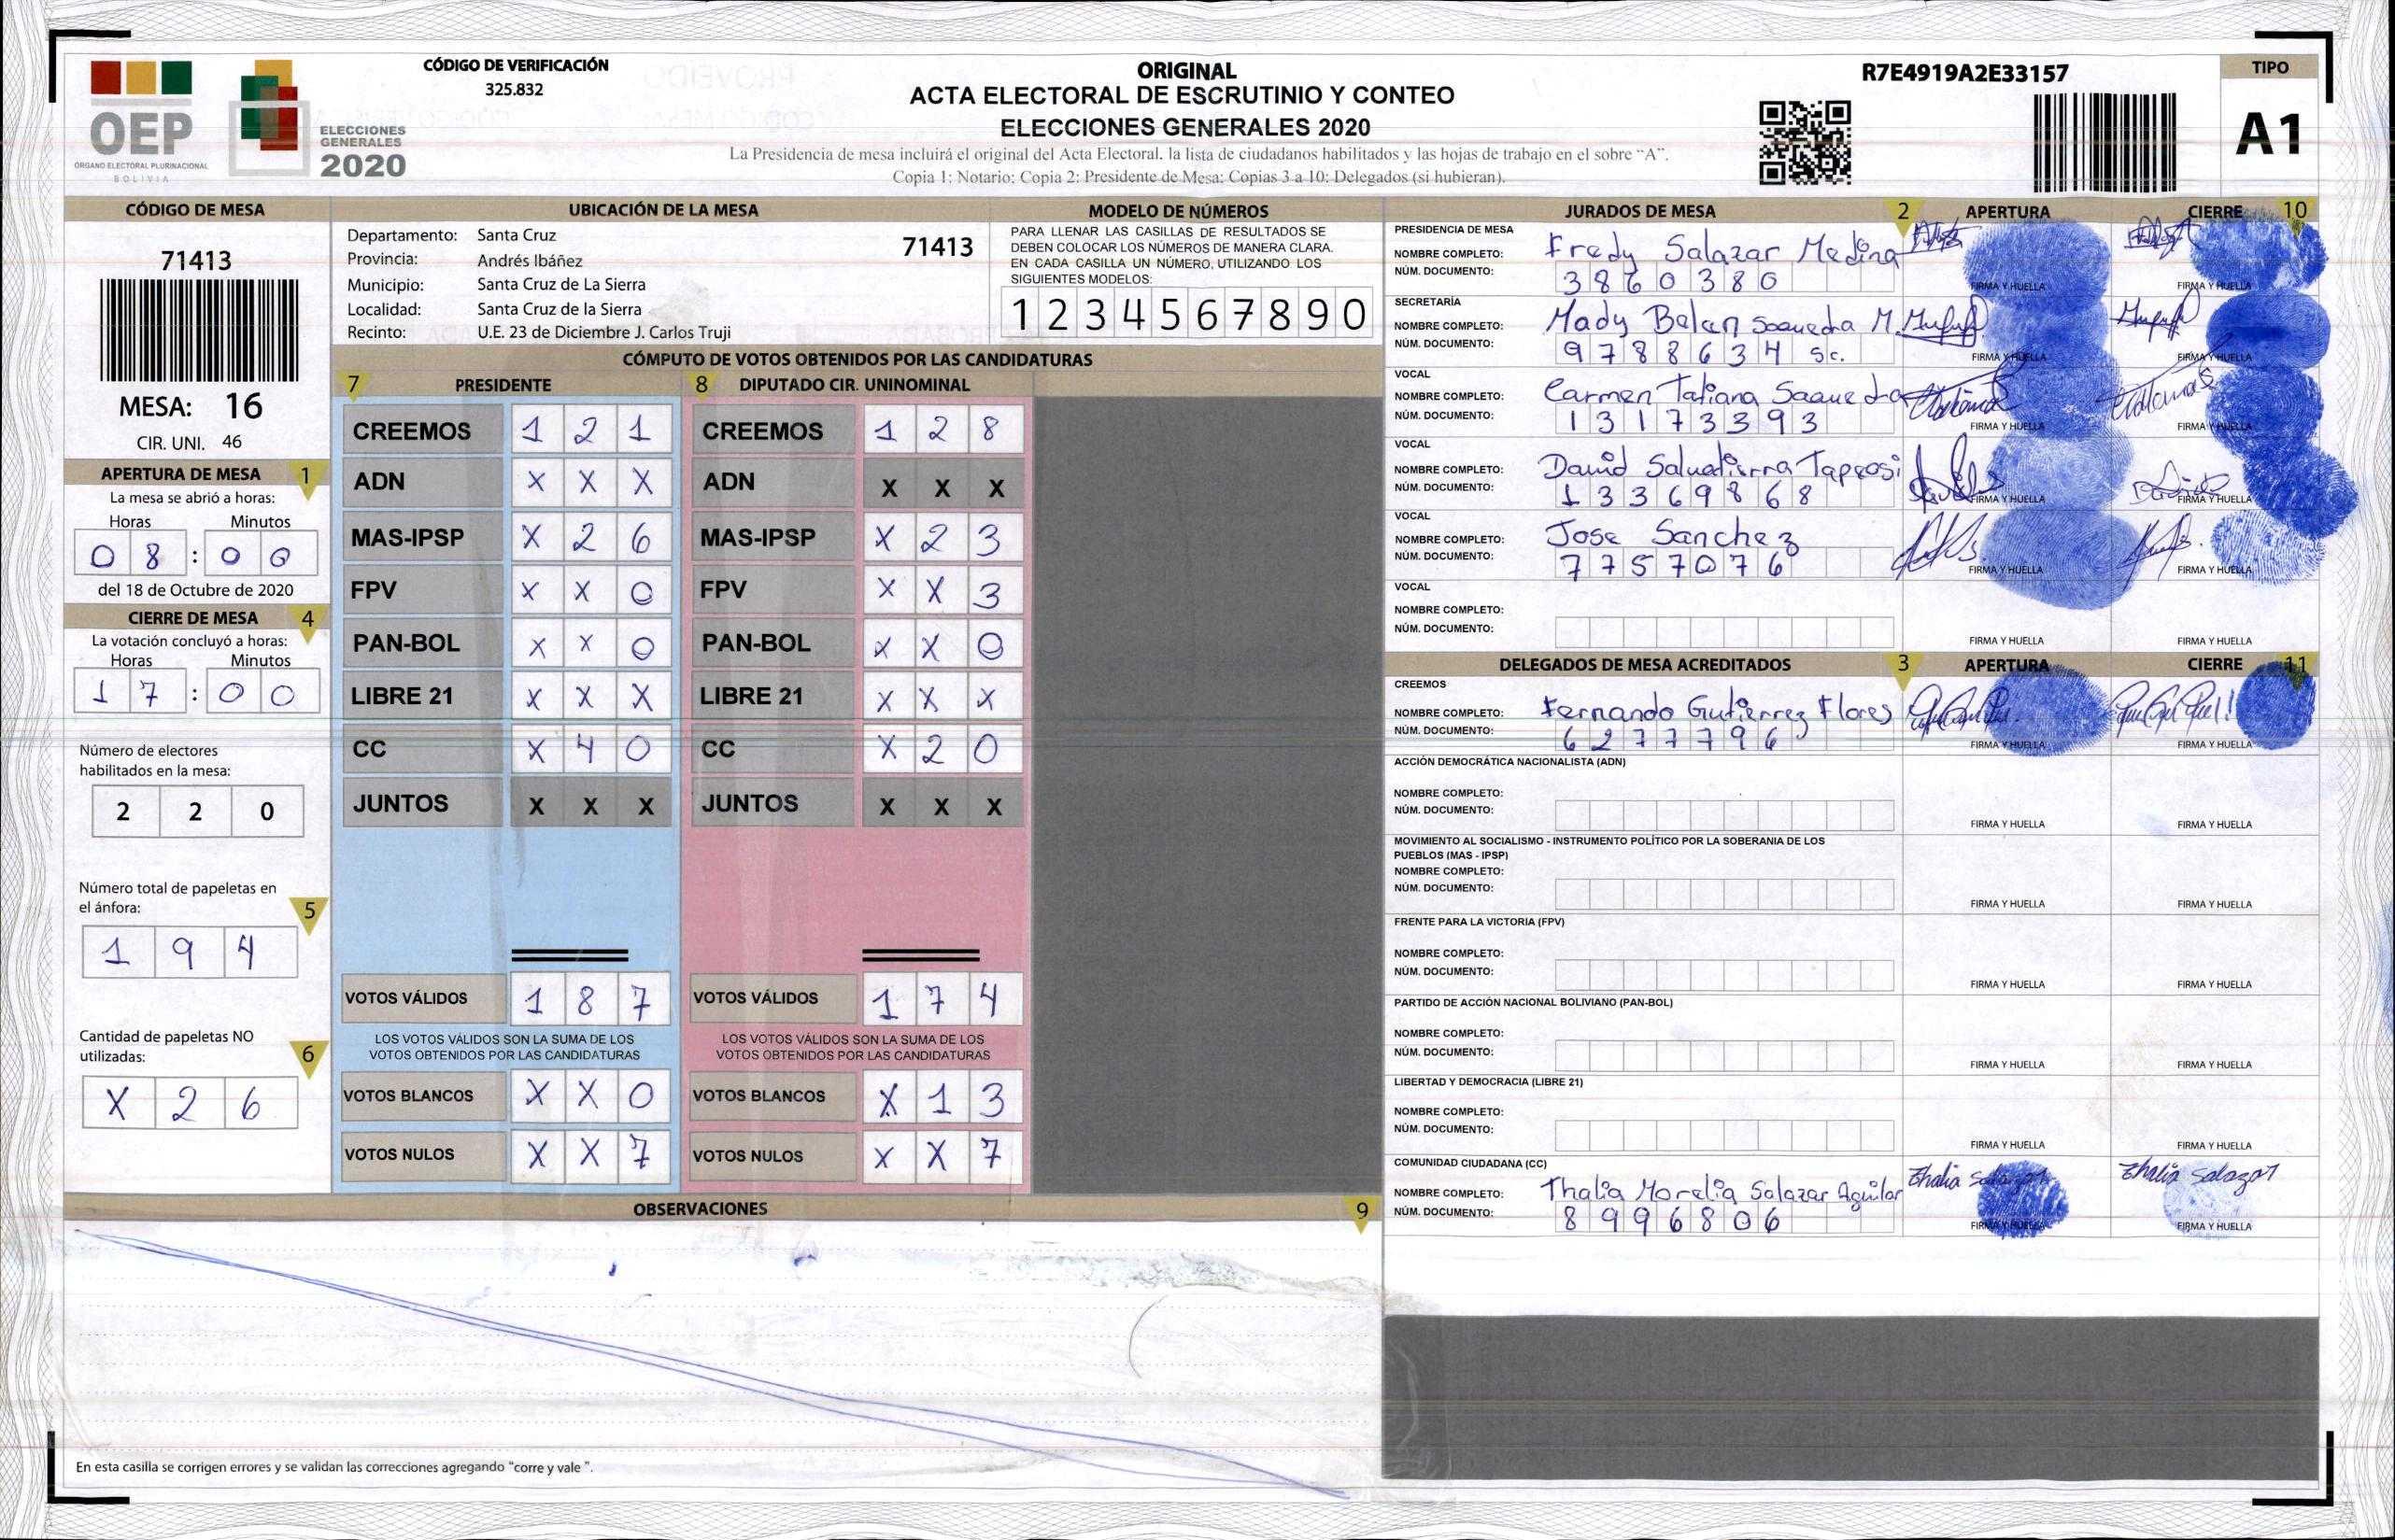 CÓDIGO DE VERIFICACIÓN
325.832
OEP
ORGANO ELECTORAL PLURINACIONAL
BOLIVIA
ELECCIONES
GENERALES
2020
ORIGINAL
ACTA ELECTORAL DE ESCRUTINIO Y CONTEO
ELECCIONES GENERALES 2020
La Presidencia de mesa incluirá el original del Acta Electoral, la lista de ciudadanos habilitados y las hojas de trabajo en el sobre “A”.
Copia 1: Notario; Copia 2: Presidente de Mesa; Copias 3 a 10: Delegados (si hubieran).
R7E4919A2E33157
TIPO
A1
CÓDIGO DE MESA
71413
MESA: 16
CIR. UNI. 46
APERTURA DE MESA 1
La mesa se abrió a horas:
Horas Minutos
0 8 : 0 0
del 18 de Octubre de 2020
CIERRE DE MESA 4
La votación concluyó a horas:
Horas Minutos
1 7 : 0 0
Número de electores
habilitados en la mesa:
2 2 0
Número total de papeletas en
el ánfora: 5
1 9 4
Cantidad de papeletas NO
utilizadas: 6
X 2 6
UBICACIÓN DE LA MESA
Departamento: Santa Cruz 71413
Provincia: Andrés Ibáñez
Municipio: Santa Cruz de La Sierra
Localidad: Santa Cruz de la Sierra
Recinto: U.E. 23 de Diciembre J. Carlos Truji
MODELO DE NÚMEROS
PARA LLENAR LAS CASILLAS DE RESULTADOS SE
DEBEN COLOCAR LOS NÚMEROS DE MANERA CLARA.
EN CADA CASILLA UN NÚMERO, UTILIZANDO LOS
SIGUIENTES MODELOS:
1 2 3 4 5 6 7 8 9 0
CÓMPUTO DE VOTOS OBTENIDOS POR LAS CANDIDATURAS
7 PRESIDENTE 8 DIPUTADO CIR. UNINOMINAL
CREEMOS 1 2 1 CREEMOS 1 2 8
ADN X X X ADN X X X
MAS-IPSP X 2 6 MAS-IPSP X 2 3
FPV X X 0 FPV X X 3
PAN-BOL X X 0 PAN-BOL X X 0
LIBRE 21 X X X LIBRE 21 X X X
CC X 4 0 CC X 2 0
JUNTOS X X X JUNTOS X X X
VOTOS VÁLIDOS 1 8 7 VOTOS VÁLIDOS 1 7 4
LOS VOTOS VÁLIDOS SON LA SUMA DE LOS LOS VOTOS VÁLIDOS SON LA SUMA DE LOS
VOTOS OBTENIDOS POR LAS CANDIDATURAS VOTOS OBTENIDOS POR LAS CANDIDATURAS
VOTOS BLANCOS X X 0 VOTOS BLANCOS X 1 3
VOTOS NULOS X X 7 VOTOS NULOS X X 7
OBSERVACIONES 9
En esta casilla se corrigen errores y se validan las correcciones agregando "corre y vale ".
JURADOS DE MESA 2 APERTURA CIERRE 10
PRESIDENCIA DE MESA
NOMBRE COMPLETO: Fredy Salazar Medina
NÚM. DOCUMENTO: 3860380
FIRMA Y HUELLA FIRMA Y HUELLA
SECRETARÍA
NOMBRE COMPLETO: Mady Belen Saavedra M.
NÚM. DOCUMENTO: 9788634 sc.
FIRMA Y HUELLA FIRMA Y HUELLA
VOCAL
NOMBRE COMPLETO: Carmen Tatiana Saavedra
NÚM. DOCUMENTO: 13173393
FIRMA Y HUELLA FIRMA Y HUELLA
VOCAL
NOMBRE COMPLETO: David Salvatierra
NÚM. DOCUMENTO: 13369868
FIRMA Y HUELLA FIRMA Y HUELLA
VOCAL
NOMBRE COMPLETO: Jose Sanchez
NÚM. DOCUMENTO: 7757076
FIRMA Y HUELLA FIRMA Y HUELLA
VOCAL
NOMBRE COMPLETO:
NÚM. DOCUMENTO:
FIRMA Y HUELLA FIRMA Y HUELLA
DELEGADOS DE MESA ACREDITADOS 3 APERTURA CIERRE 11
CREEMOS
NOMBRE COMPLETO: Fernando Gutierrez Flores
NÚM. DOCUMENTO: 6277796
FIRMA Y HUELLA FIRMA Y HUELLA
ACCIÓN DEMOCRÁTICA NACIONALISTA (ADN)
NOMBRE COMPLETO:
NÚM. DOCUMENTO:
FIRMA Y HUELLA FIRMA Y HUELLA
MOVIMIENTO AL SOCIALISMO - INSTRUMENTO POLÍTICO POR LA SOBERANIA DE LOS
PUEBLOS (MAS - IPSP)
NOMBRE COMPLETO:
NÚM. DOCUMENTO:
FIRMA Y HUELLA FIRMA Y HUELLA
FRENTE PARA LA VICTORIA (FPV)
NOMBRE COMPLETO:
NÚM. DOCUMENTO:
FIRMA Y HUELLA FIRMA Y HUELLA
PARTIDO DE ACCIÓN NACIONAL BOLIVIANO (PAN-BOL)
NOMBRE COMPLETO:
NÚM. DOCUMENTO:
FIRMA Y HUELLA FIRMA Y HUELLA
LIBERTAD Y DEMOCRACIA (LIBRE 21)
NOMBRE COMPLETO:
NÚM. DOCUMENTO:
FIRMA Y HUELLA FIRMA Y HUELLA
COMUNIDAD CIUDADANA (CC)
NOMBRE COMPLETO: Thalia Morelia Salazar Aguilar Thalia Salazar Thalia Salazar
NÚM. DOCUMENTO: 8996806
FIRMA Y HUELLA FIRMA Y HUELLA